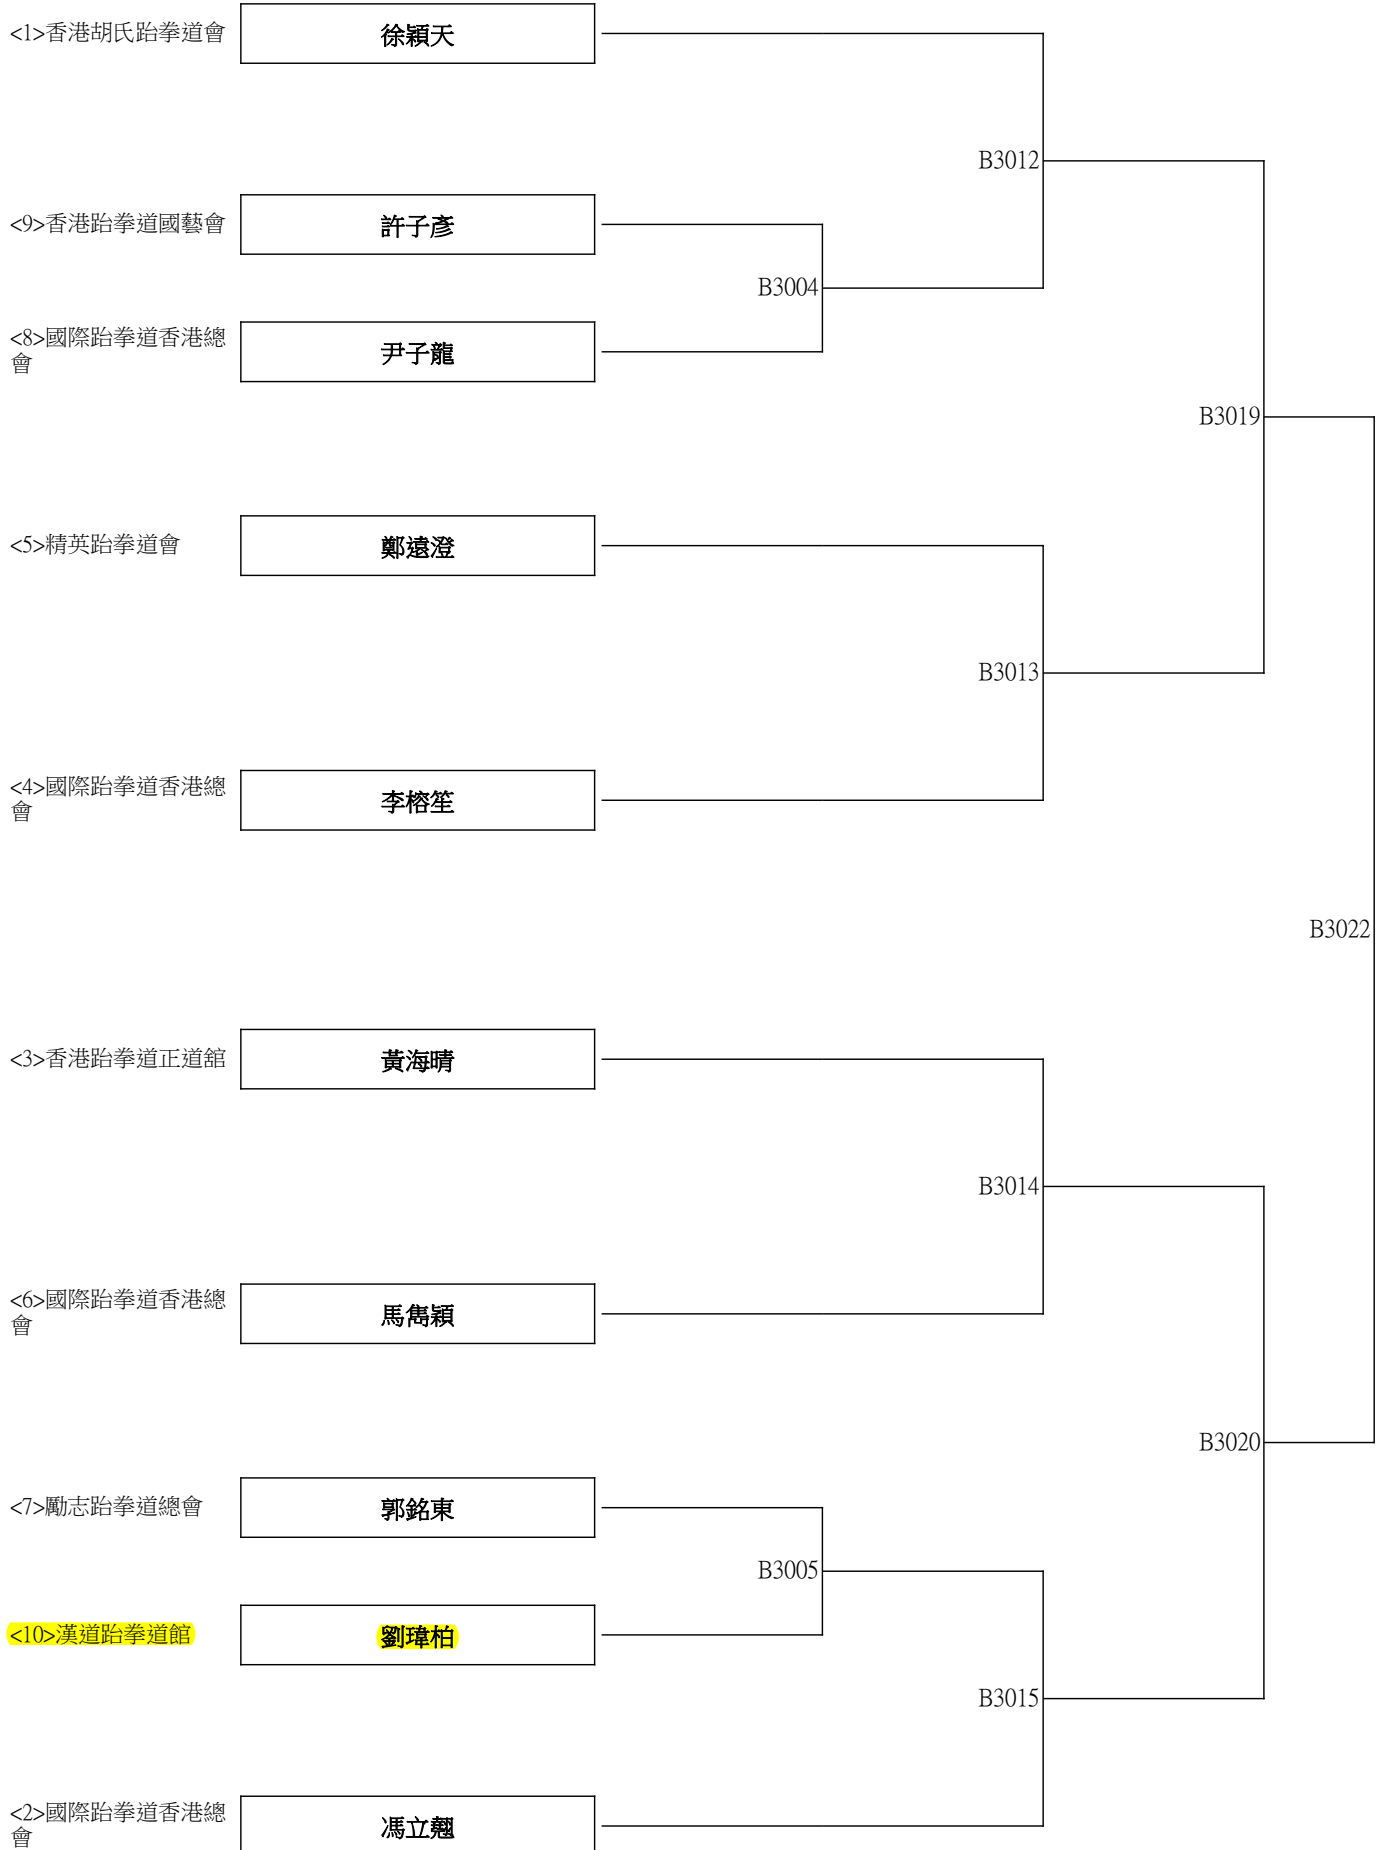 <1>香港胡氏跆拳道會
徐穎天
B3012
<9>香港跆拳道國藝會
許子彥
B3004
<8>國際跆拳道香港總
會
尹子龍
B3019
<5>精英跆拳道會
鄭遠澄
B3013
<4>國際跆拳道香港總
會
李榕笙
B3022
<3>香港跆拳道正道舘
黃海晴
B3014
<6>國際跆拳道香港總
會
馬雋穎
B3020
<7>勵志跆拳道總會
郭銘東
B3005
<10>漢道跆拳道館
劉瑋柏
B3015
<2>國際跆拳道香港總
會
馮立翹